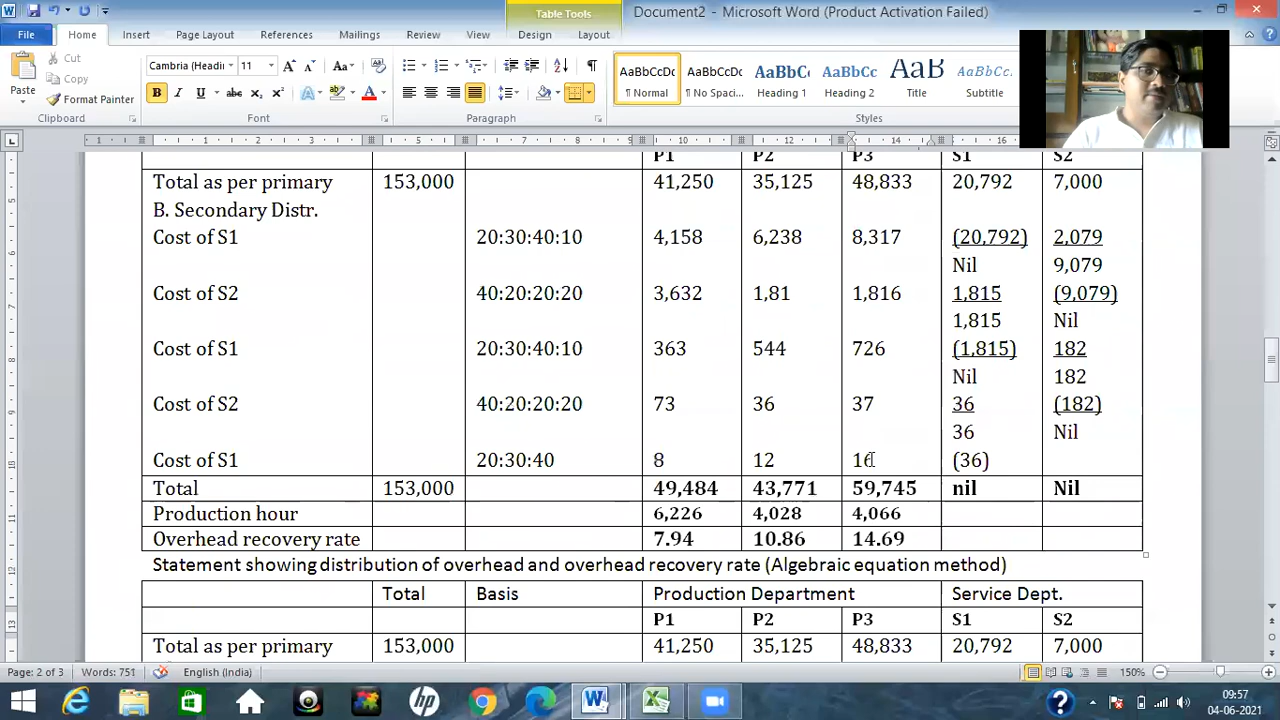 Table Tools
Document2 - Microsoft Word (Product Activation Failed)
File Home Insert Page Layout References Mailings Review View Design Layout
Cut
Copy
Paste
Format Painter
Clipboard
Cambria (Headi 11
Font
Paragraph
AaBbCcDc AaBbCcDc AaBbC AaBbCc AaB AaBbCcL
¶ Normal ¶ No Spaci... Heading 1 Heading 2 Title Subtitle
Styles
P1 P2 P3 S1 S2
Total as per primary 153,000 41,250 35,125 48,833 20,792 7,000
B. Secondary Distr.
Cost of S1 20:30:40:10 4,158 6,238 8,317 (20,792) 2,079
Nil 9,079
Cost of S2 40:20:20:20 3,632 1,81 1,816 1,815 (9,079)
1,815 Nil
Cost of S1 20:30:40:10 363 544 726 (1,815) 182
Nil 182
Cost of S2 40:20:20:20 73 36 37 36 (182)
36 Nil
Cost of S1 20:30:40 8 12 16 (36)
Total 153,000 49,484 43,771 59,745 nil Nil
Production hour 6,226 4,028 4,066
Overhead recovery rate 7.94 10.86 14.69
Statement showing distribution of overhead and overhead recovery rate (Algebraic equation method)
Total Basis Production Department Service Dept.
P1 P2 P3 S1 S2
Total as per primary 153,000 41,250 35,125 48,833 20,792 7,000
Page: 2 of 3 Words: 751 English (India) 150%
09:57
04-06-2021